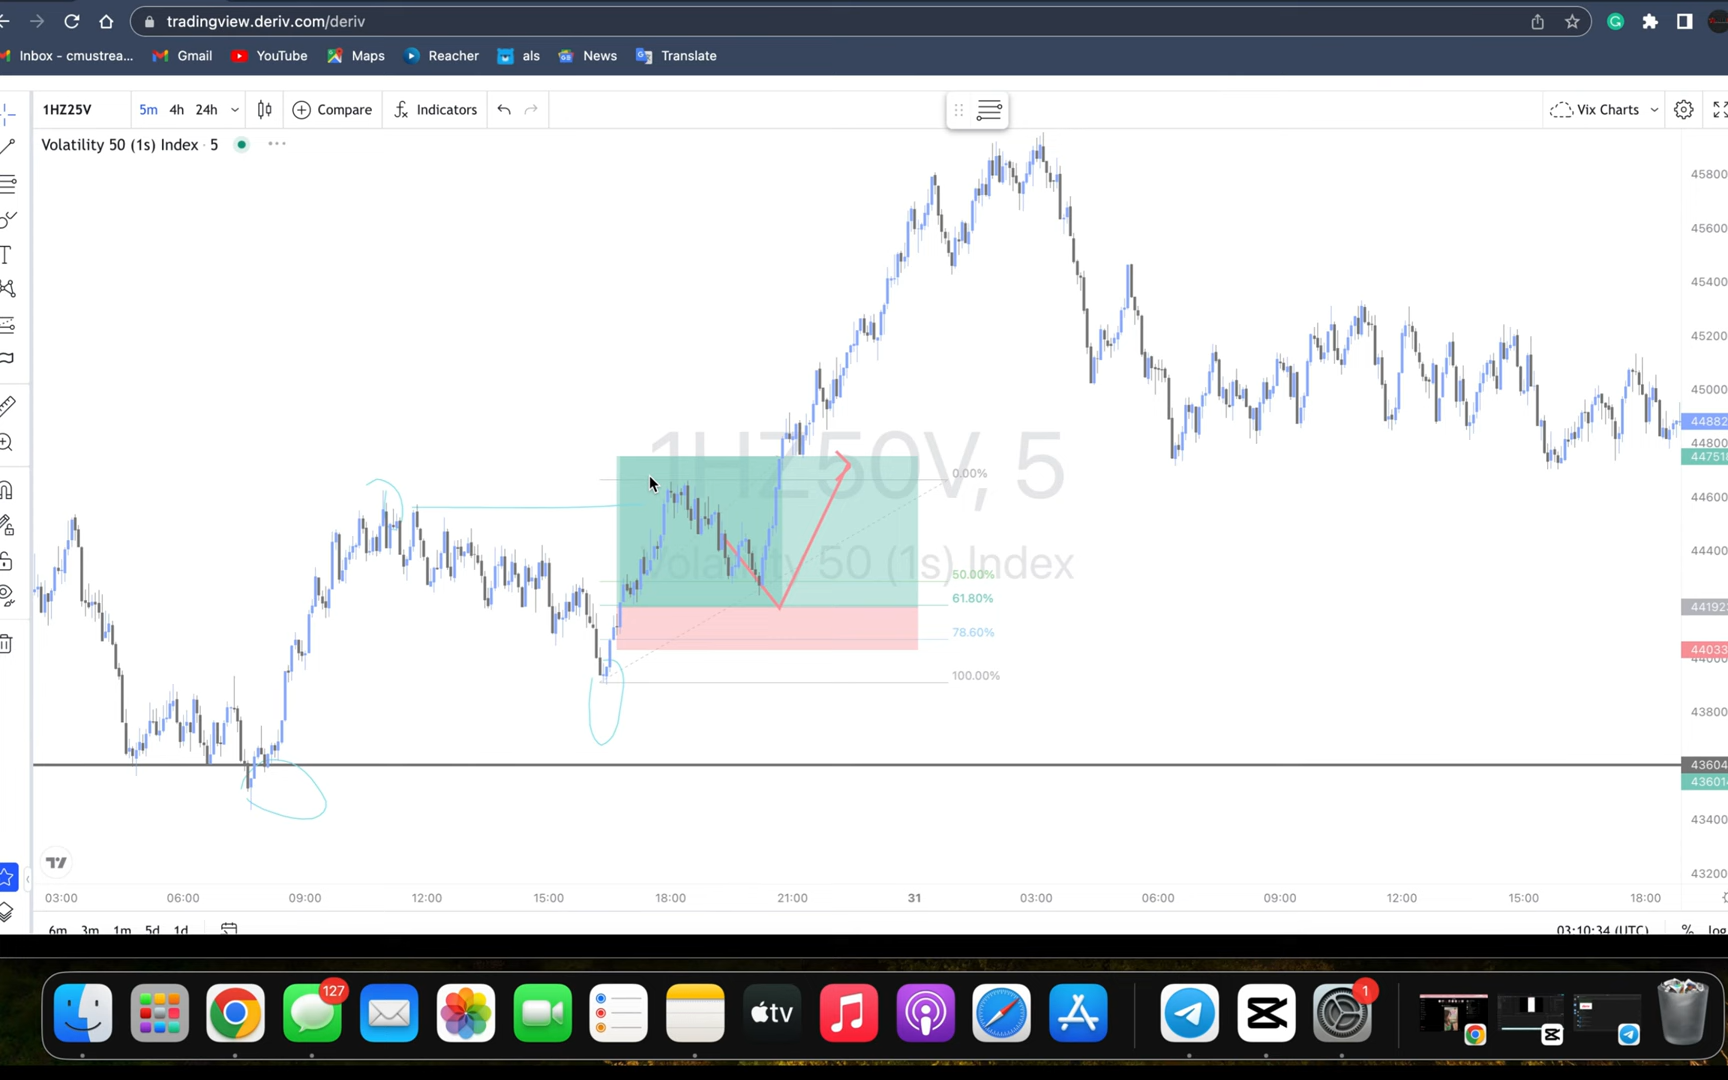 tradingview.deriv.com/deriv
Inbox - cmustrea...
Gmail
YouTube
Maps
Reacher
als
News
Translate
1HZ25V
5m 4h 24h
Compare
Indicators
Vix Charts
Volatility 50 (1s) Index · 5
1HZ50V, 5
Volatility 50 (1s) Index
0.00%
50.00%
61.80%
78.60%
100.00%
45800
45600
45400
45200
45000
44882
44800
44751
44600
44400
44192
44033
44000
43800
43604
43601
43400
43200
03:00 06:00 09:00 12:00 15:00 18:00 21:00 31 03:00 06:00 09:00 12:00 15:00 18:00
6m 3m 1m 5d 1d
03:10:34 (UTC) % log
127
tv
1